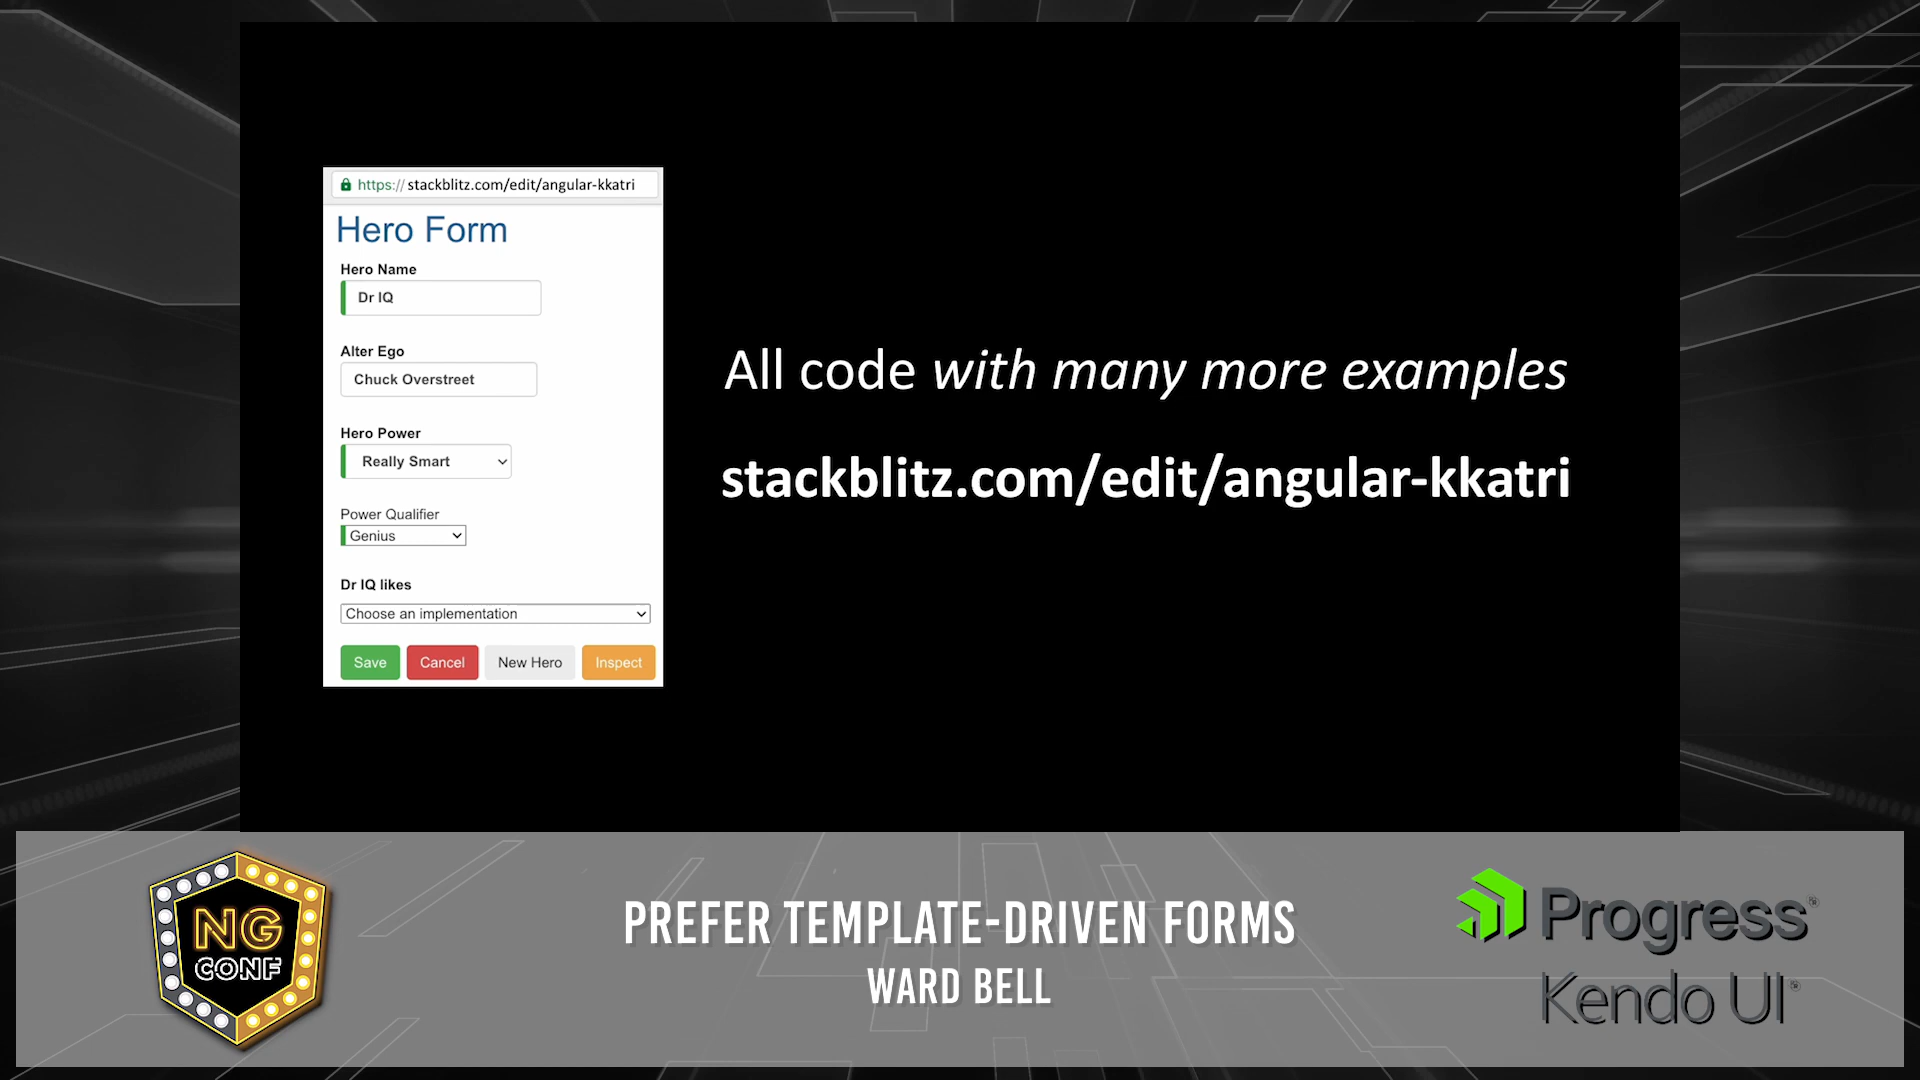 https://stackblitz.com/edit/angular-kkatri
Hero Form
Hero Name
Dr IQ
Alter Ego
Chuck Overstreet
Hero Power
Really Smart
Power Qualifier
Genius
Dr IQ likes
Choose an implementation
Save Cancel New Hero Inspect
All code with many more examples
stackblitz.com/edit/angular-kkatri
NG
CONF
PREFER TEMPLATE-DRIVEN FORMS
WARD BELL
Progress
Kendo UI